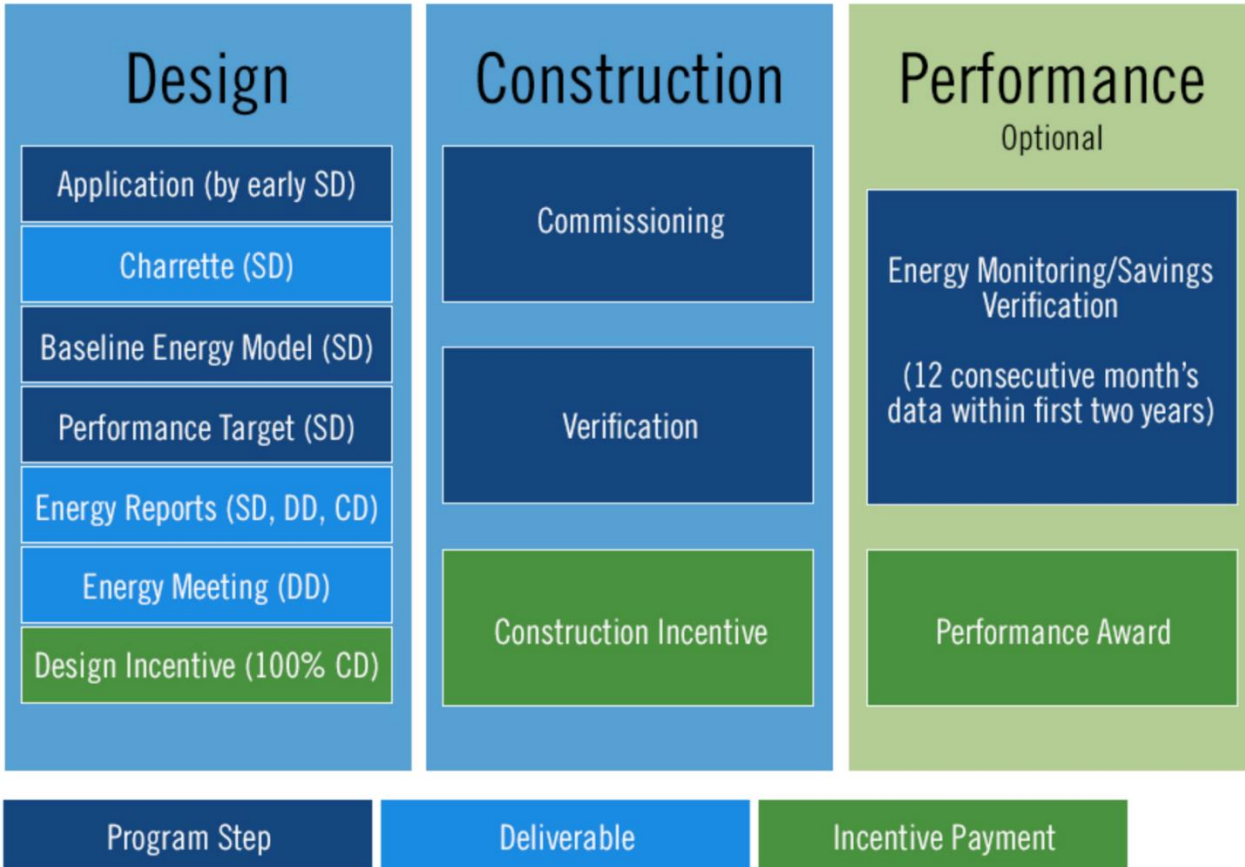 Design
Application (by early SD)
Charrette (SD)
Baseline Energy Model (SD)
Performance Target (SD)
Energy Reports (SD, DD, CD)
Energy Meeting (DD)
Design Incentive (100% CD)
Construction
Commissioning
Verification
Construction Incentive
Performance
Optional
Energy Monitoring/Savings
Verification
(12 consecutive month's
data within first two years)
Performance Award
Program Step
Deliverable
Incentive Payment